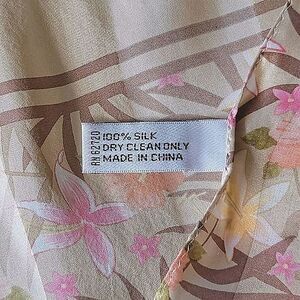 RN 62720
100% SILK
DRY CLEAN ONLY
MADE IN CHINA